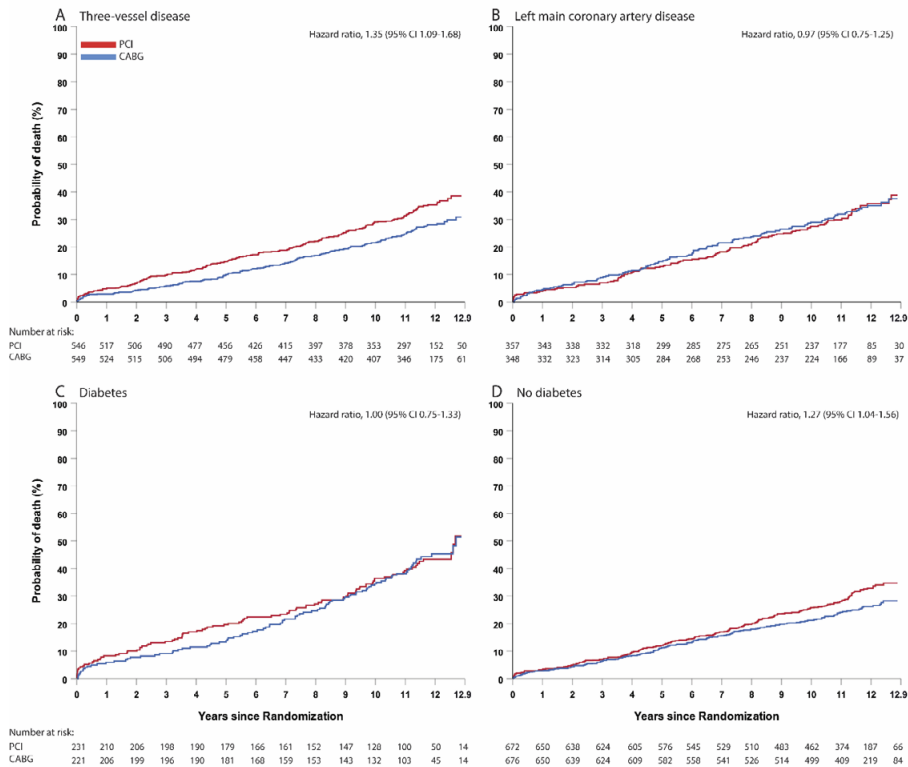 A Three-vessel disease
Hazard ratio, 1.35 (95% CI 1.09-1.68)
PCI
CABG
Probability of death (%)
100
90
80
70
60
50
40
30
20
10
0
0 1 2 3 4 5 6 7 8 9 10 11 12 12.9
Number at risk:
PCI 546 517 506 490 477 456 426 415 397 378 353 297 152 50
CABG 549 524 515 506 494 479 458 447 433 420 407 346 175 61
B Left main coronary artery disease
Hazard ratio, 0.97 (95% CI 0.75-1.25)
100
90
80
70
60
50
40
30
20
10
0
0 1 2 3 4 5 6 7 8 9 10 11 12 12.9
357 343 338 332 318 299 285 275 265 251 237 177 85 30
348 332 323 314 305 284 268 253 246 237 224 166 89 37
C Diabetes
Hazard ratio, 1.00 (95% CI 0.75-1.33)
Probability of death (%)
100
90
80
70
60
50
40
30
20
10
0
0 1 2 3 4 5 6 7 8 9 10 11 12 12.9
Years since Randomization
Number at risk:
PCI 231 210 206 198 190 179 166 161 152 147 128 100 50 14
CABG 221 206 199 196 190 181 168 159 153 143 132 103 45 14
D No diabetes
Hazard ratio, 1.27 (95% CI 1.04-1.56)
100
90
80
70
60
50
40
30
20
10
0
0 1 2 3 4 5 6 7 8 9 10 11 12 12.9
Years since Randomization
672 650 638 624 605 576 545 529 510 483 462 374 187 66
676 650 639 624 609 582 558 541 526 514 499 409 219 84